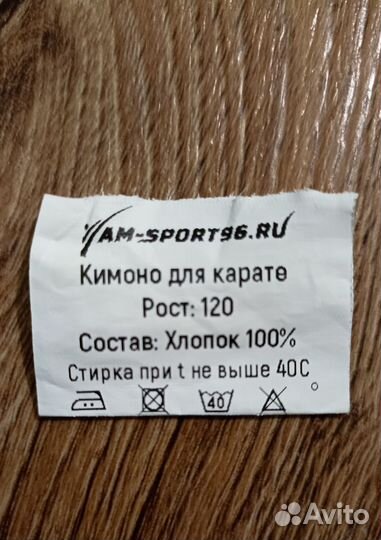 AM-SPORT96.RU
Кимоно для карате
Рост: 120
Состав: Хлопок 100%
Стирка при t не выше 40С
40
Avito